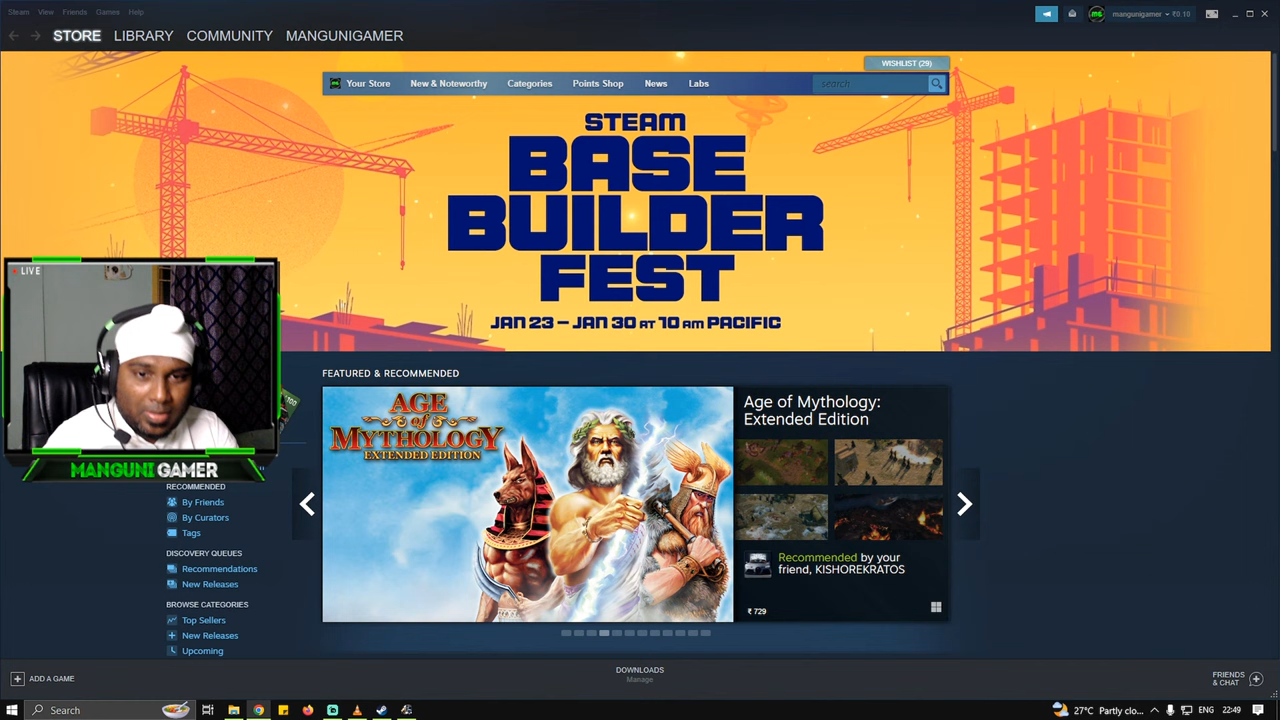 Steam View Friends Games Help
mangunigamer ₹0.10
STORE LIBRARY COMMUNITY MANGUNIGAMER
WISHLIST (29)
Your Store New & Noteworthy Categories Points Shop News Labs search
STEAM
BASE
BUILDER
FEST
JAN 23 – JAN 30 AT 10 AM PACIFIC
LIVE
MANGUNI GAMER
FEATURED & RECOMMENDED
AGE
of
MYTHOLOGY
EXTENDED EDITION
Age of Mythology:
Extended Edition
Recommended by your
friend, KISHOREKRATOS
₹ 729
RECOMMENDED
By Friends
By Curators
Tags
DISCOVERY QUEUES
Recommendations
New Releases
BROWSE CATEGORIES
Top Sellers
New Releases
Upcoming
ADD A GAME
DOWNLOADS
Manage
FRIENDS
& CHAT
Search
27°C Partly clo...
ENG
22:49